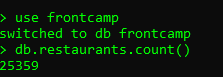 > use frontcamp
switched to db frontcamp
> db.restaurants.count()
25359